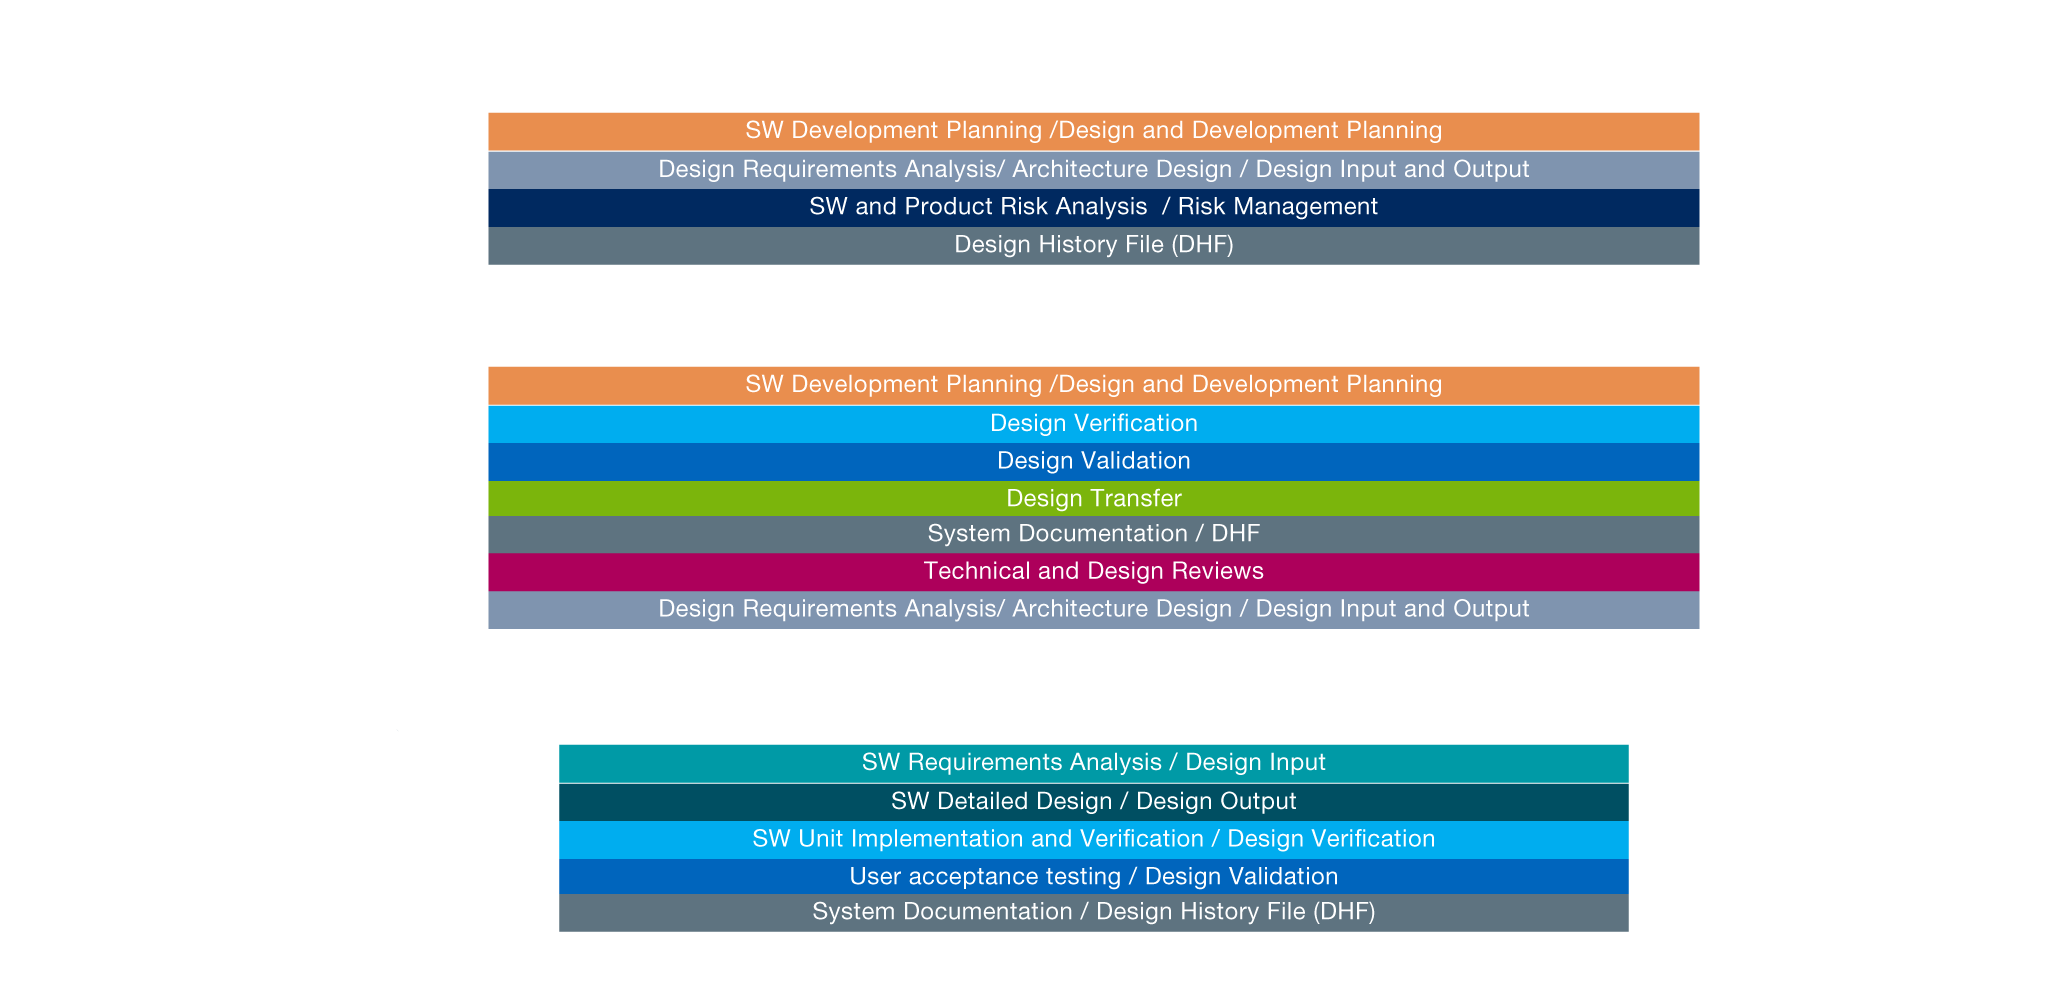 SW Development Planning /Design and Development Planning
Design Requirements Analysis/ Architecture Design / Design Input and Output
SW and Product Risk Analysis  / Risk Management
Design History File (DHF)
SW Development Planning /Design and Development Planning
Design Verification
Design Validation
Design Transfer
System Documentation / DHF
Technical and Design Reviews
Design Requirements Analysis/ Architecture Design / Design Input and Output
SW Requirements Analysis / Design Input
SW Detailed Design / Design Output
SW Unit Implementation and Verification / Design Verification
User acceptance testing / Design Validation
System Documentation / Design History File (DHF)